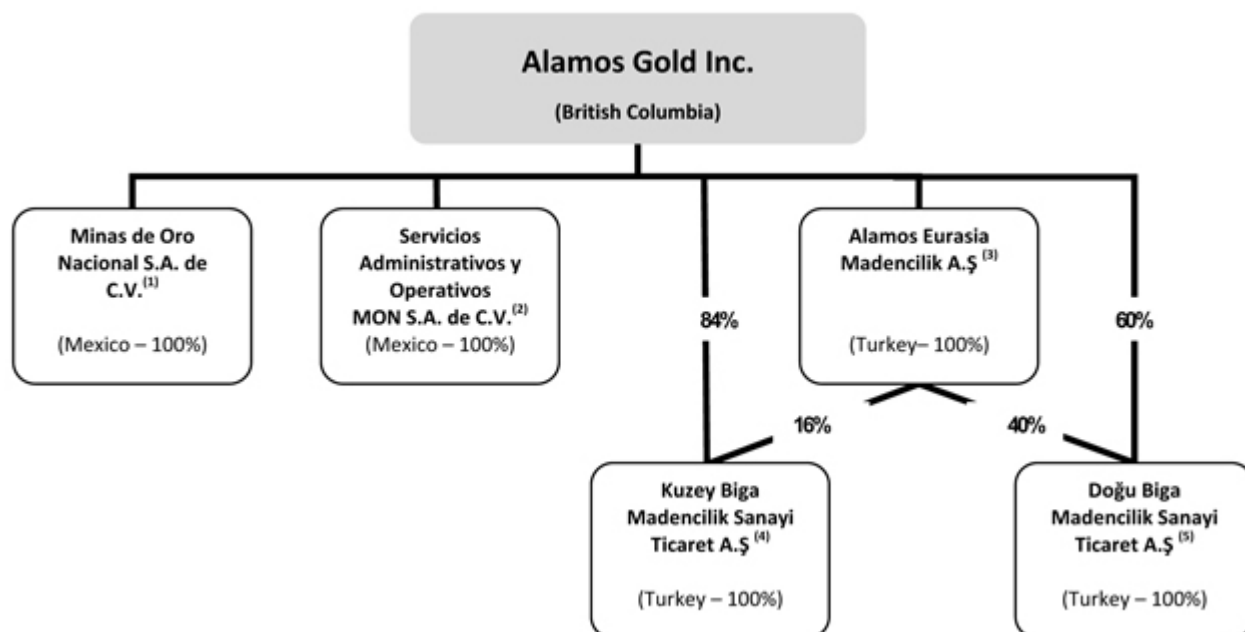 Alamos Gold Inc.
(British Columbia)
Minas de Oro
Nacional S.A. de
C.V.(1)
(Mexico – 100%)
Servicios
Administrativos y
Operativos
MON S.A. de C.V.(2)
(Mexico – 100%)
84%
Alamos Eurasia
Madencilik A.Ş (3)
(Turkey– 100%)
60%
16%
40%
Kuzey Biga
Madencilik Sanayi
Ticaret A.Ş (4)
(Turkey – 100%)
Doğu Biga
Madencilik Sanayi
Ticaret A.Ş (5)
(Turkey – 100%)